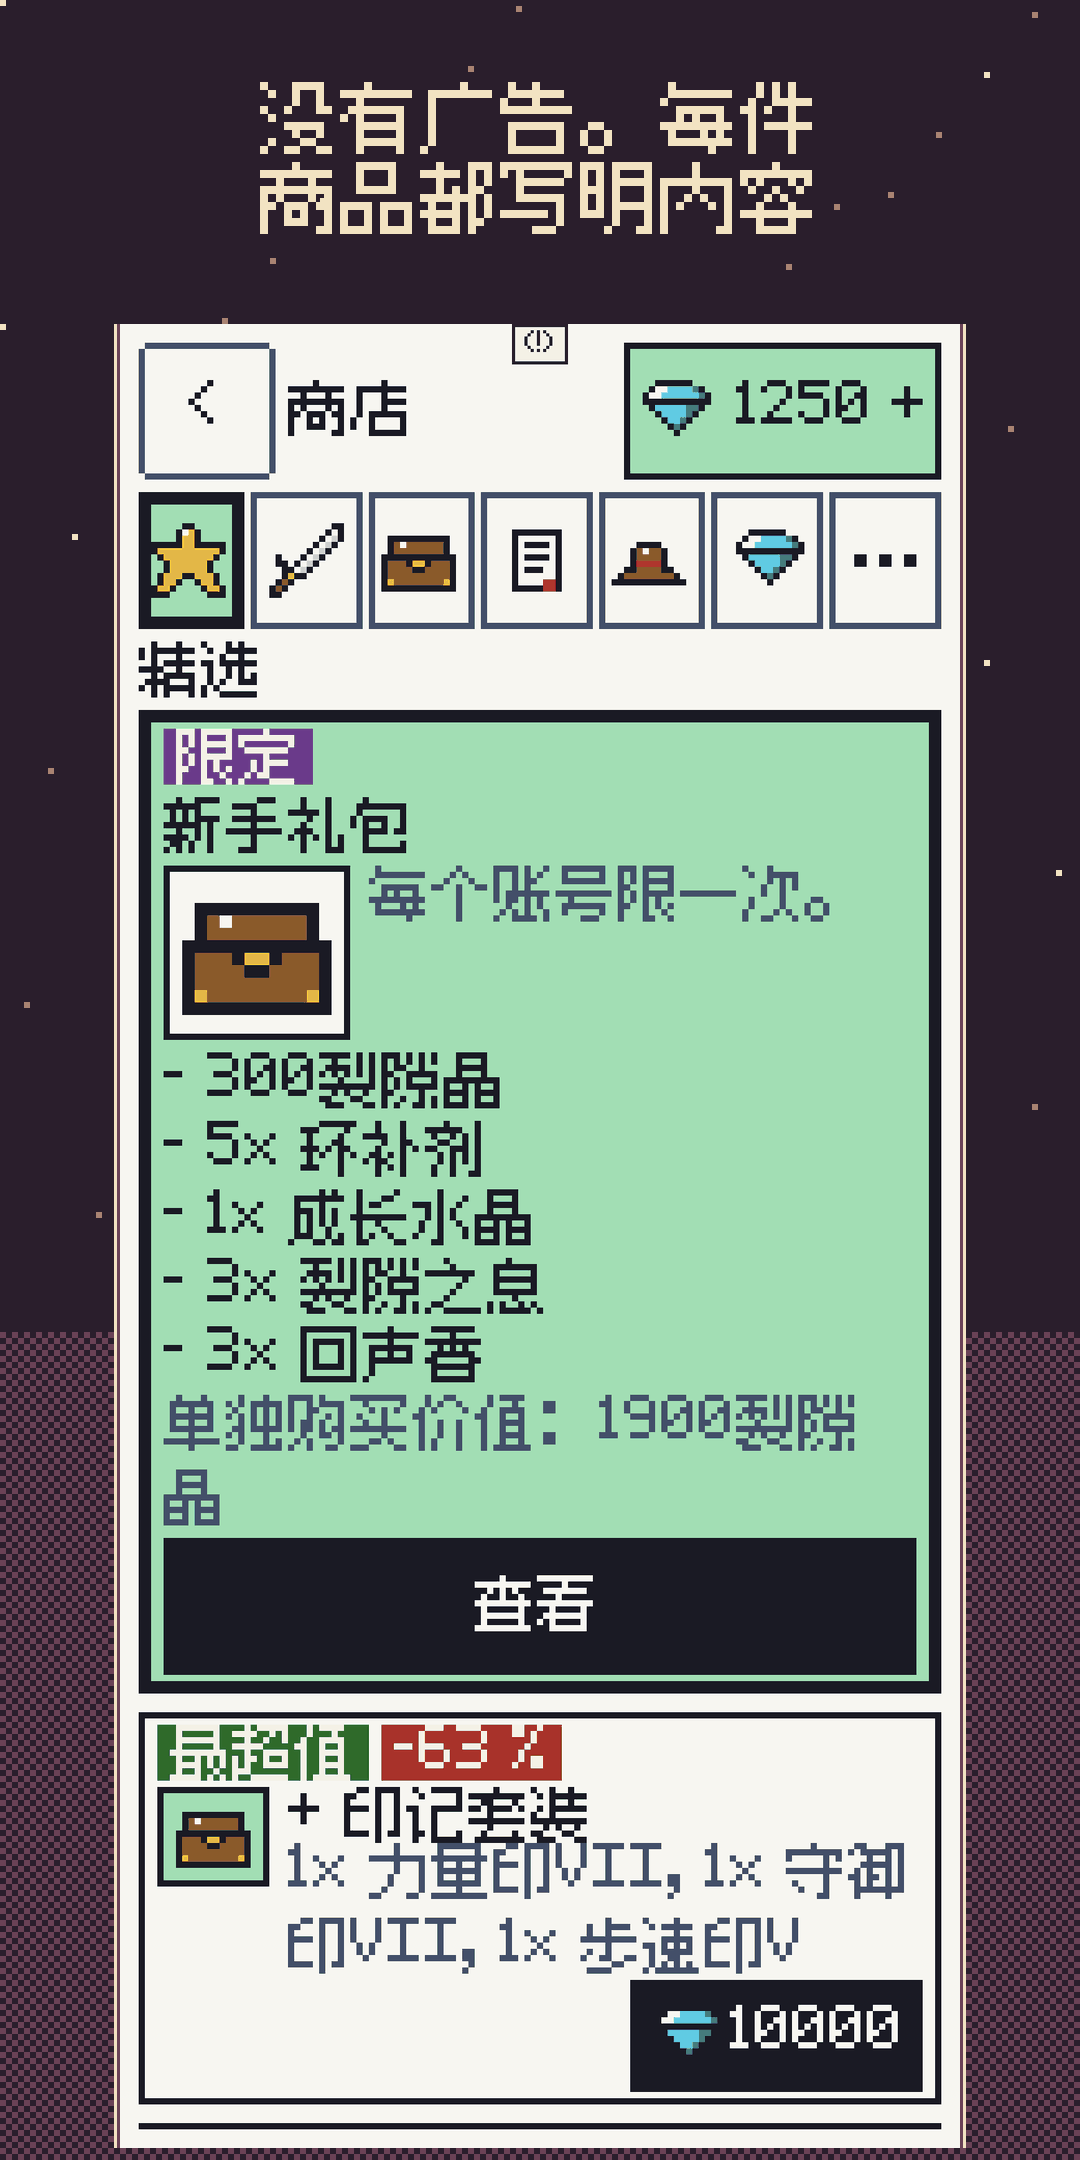 没有广告。每件
商品都写明内容
商店
1250 +
精选
限定
新手礼包
每个账号限一次。
- 300裂隙晶
- 5x 环补剂
- 1x 成长水晶
- 3x 裂隙之息
- 3x 回声香
单独购买价值：1900裂隙
晶
查看
最超值 -63 %
+ 印记套装
1x 力量印VII, 1x 守御
印VII, 1x 步速印V
10000